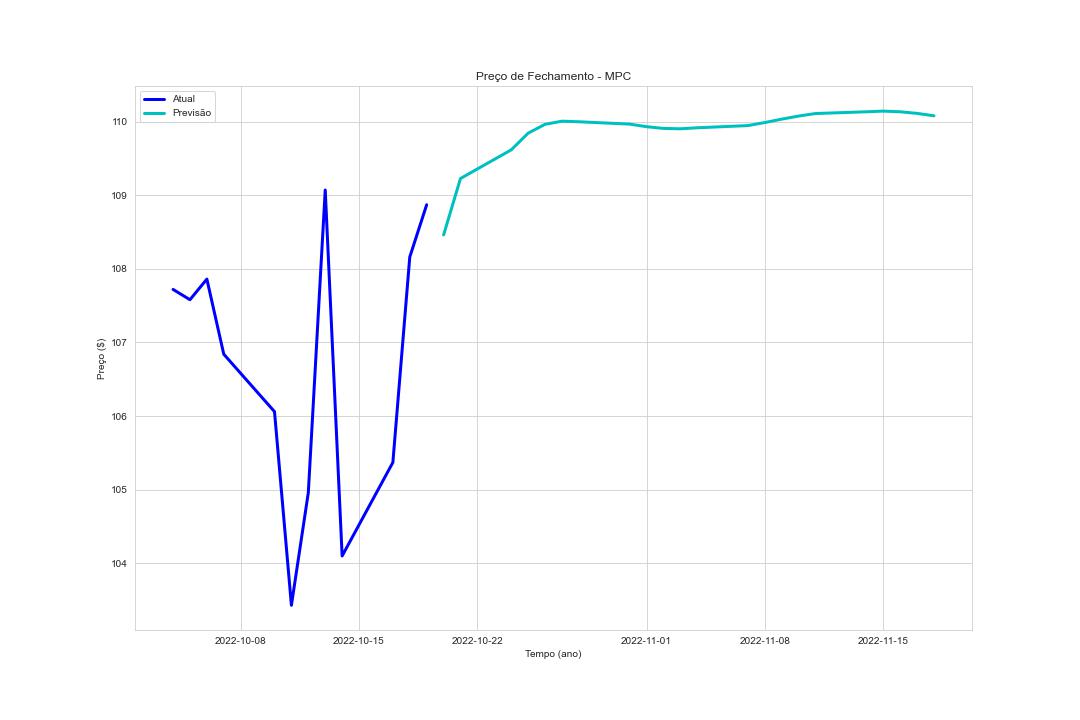 Preço de Fechamento - MPC
Atual
Previsão
110
109
108
107
106
105
104
Preço ($)
2022-10-08 2022-10-15 2022-10-22 2022-11-01 2022-11-08 2022-11-15
Tempo (ano)